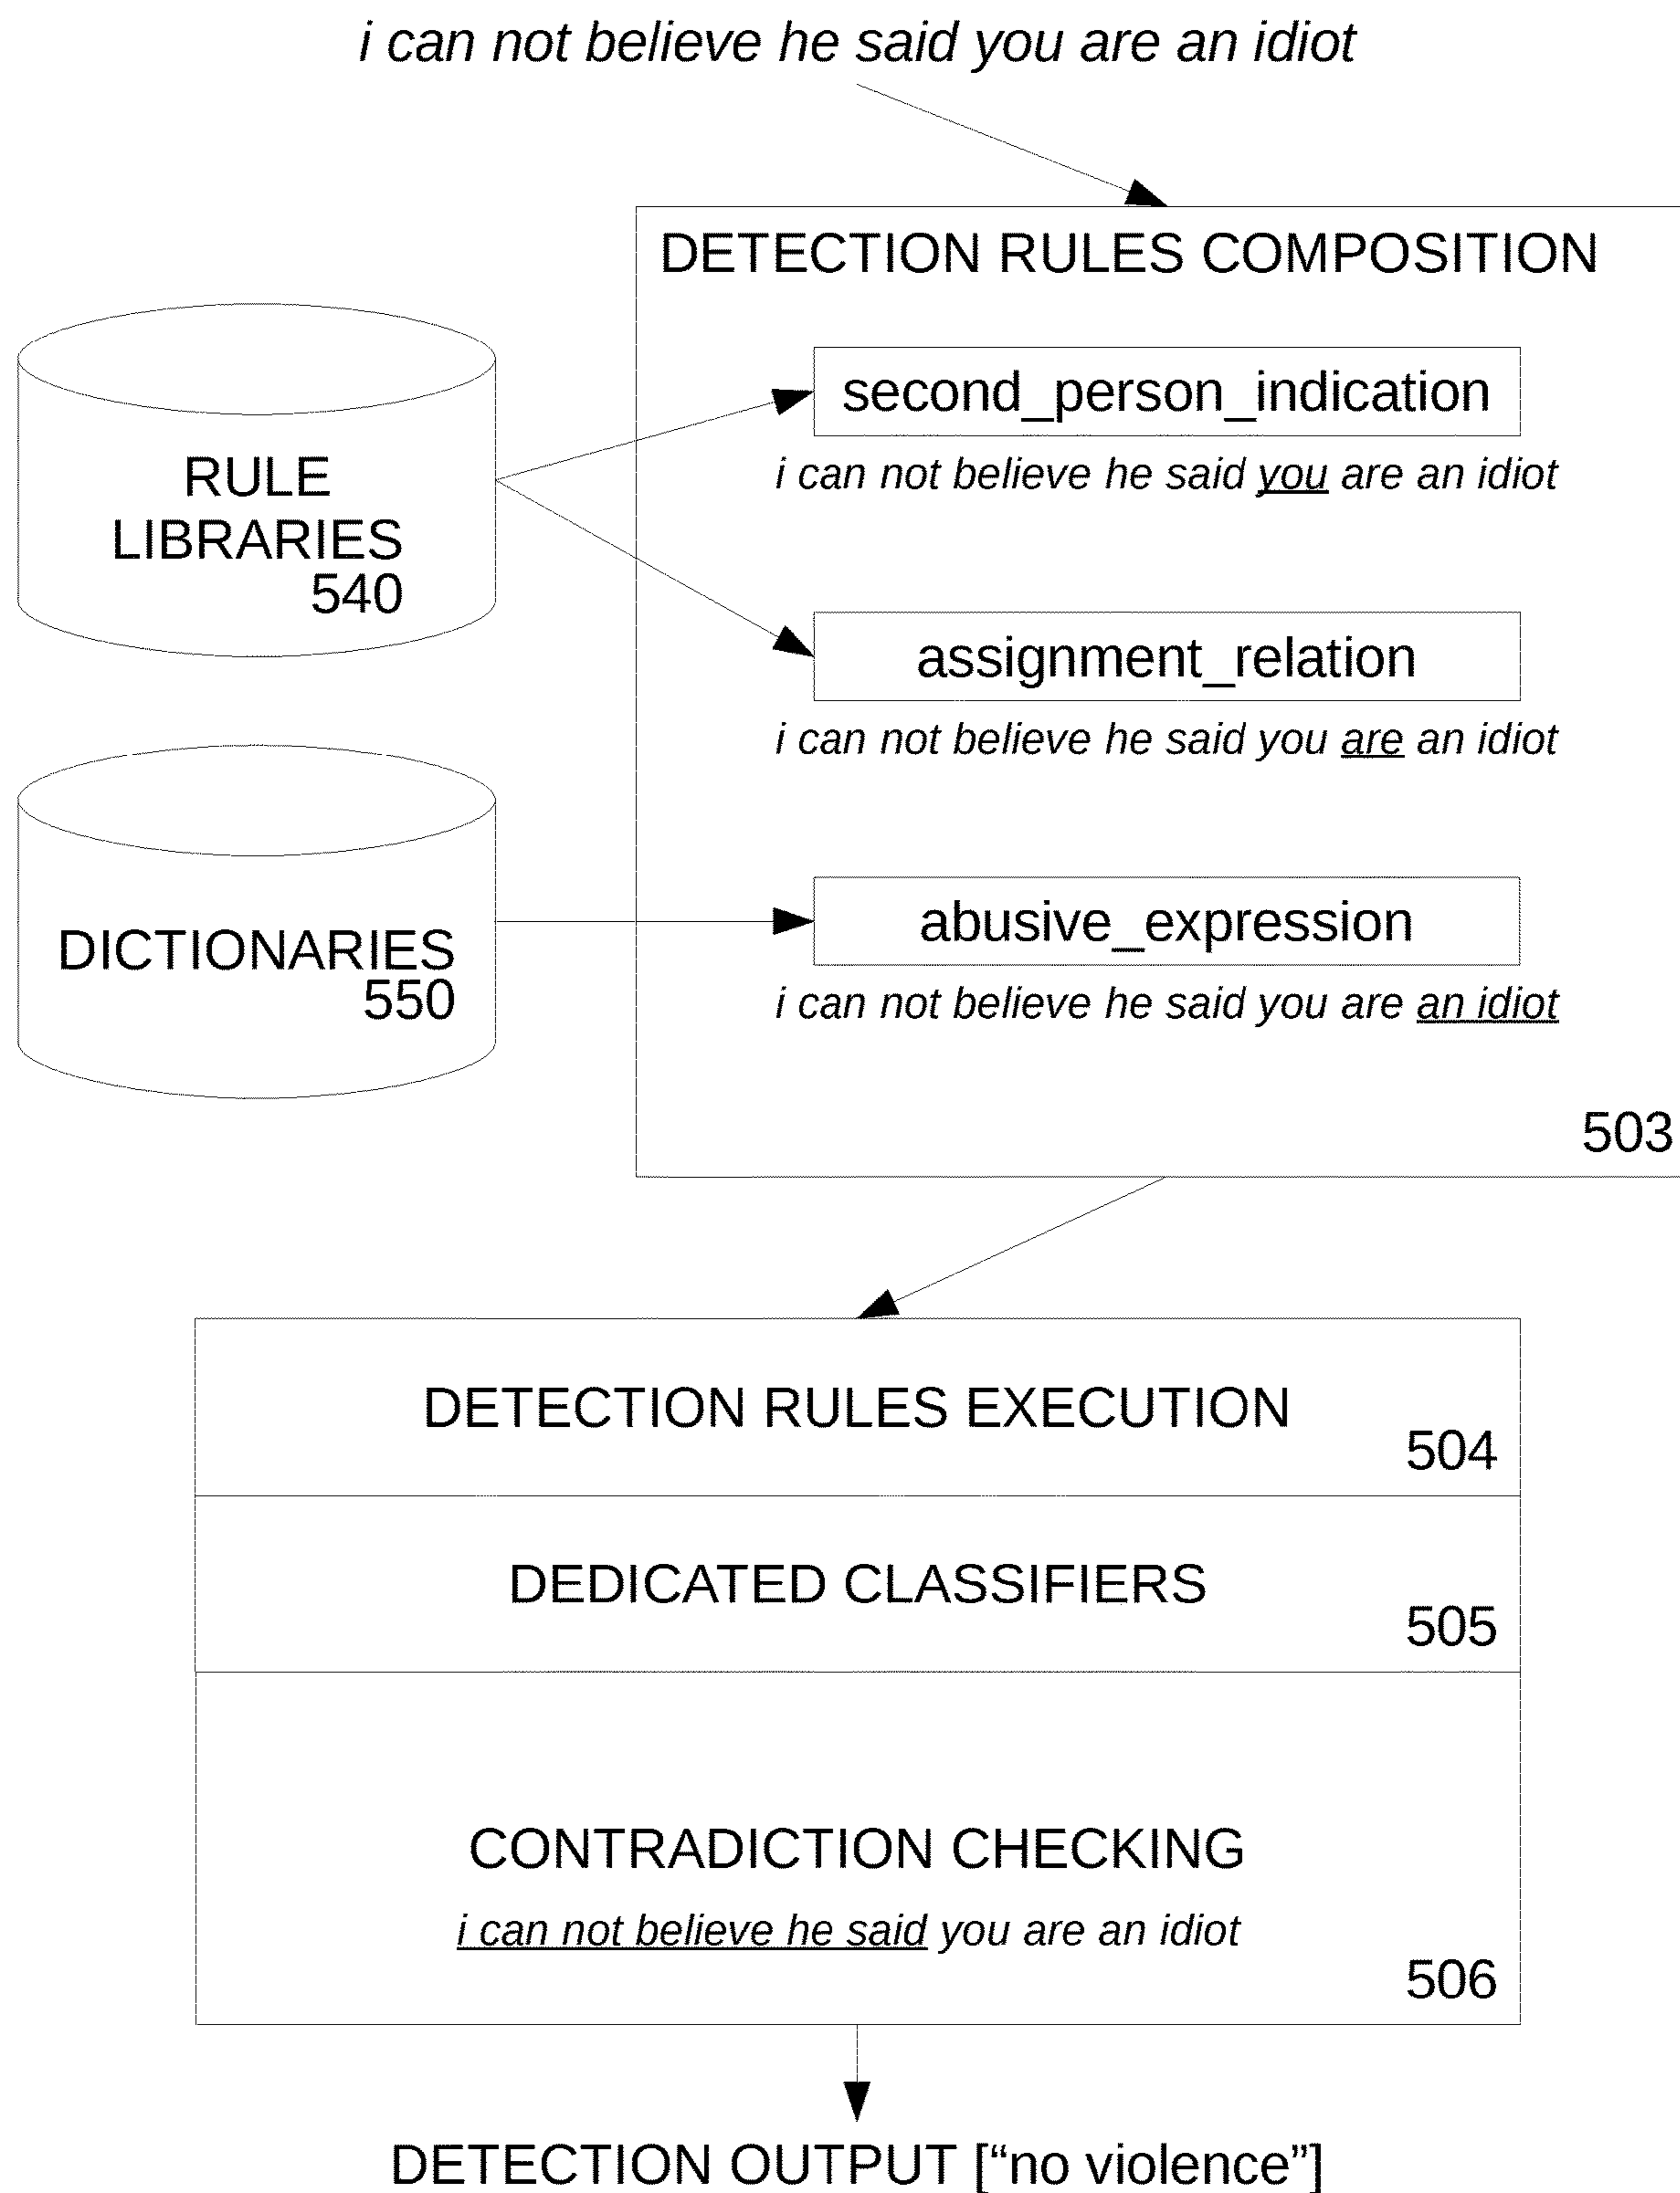 i can not believe he said you are an idiot
DETECTION RULES COMPOSITION
second_person_indication
i can not believe he said you are an idiot
RULE
LIBRARIES
540
assignment_relation
i can not believe he said you are an idiot
DICTIONARIES
550
abusive_expression
i can not believe he said you are an idiot
503
DETECTION RULES EXECUTION
504
DEDICATED CLASSIFIERS
505
CONTRADICTION CHECKING
i can not believe he said you are an idiot
506
DETECTION OUTPUT [“no violence”]